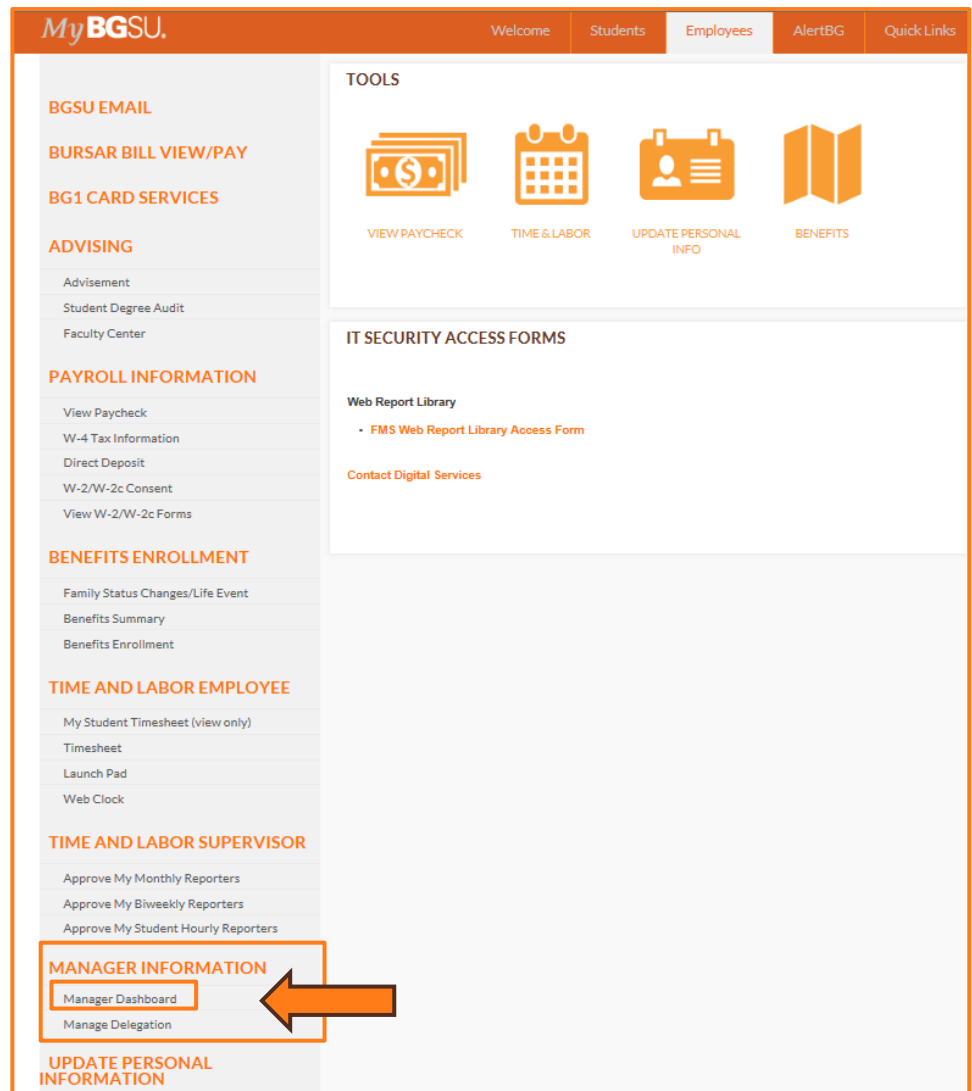 MyBGSU.
Welcome
Students
Employees
AlertBG
Quick Links
BGSU EMAIL
BURSAR BILL VIEW/PAY
BG1 CARD SERVICES
ADVISING
Advisement
Student Degree Audit
Faculty Center
PAYROLL INFORMATION
View Paycheck
W-4 Tax Information
Direct Deposit
W-2/W-2c Consent
View W-2/W-2c Forms
BENEFITS ENROLLMENT
Family Status Changes/Life Event
Benefits Summary
Benefits Enrollment
TIME AND LABOR EMPLOYEE
My Student Timesheet (view only)
Timesheet
Launch Pad
Web Clock
TIME AND LABOR SUPERVISOR
Approve My Monthly Reporters
Approve My Biweekly Reporters
Approve My Student Hourly Reporters
MANAGER INFORMATION
Manager Dashboard
Manage Delegation
UPDATE PERSONAL
INFORMATION
TOOLS
VIEW PAYCHECK
TIME & LABOR
UPDATE PERSONAL
INFO
BENEFITS
IT SECURITY ACCESS FORMS
Web Report Library
• FMS Web Report Library Access Form
Contact Digital Services